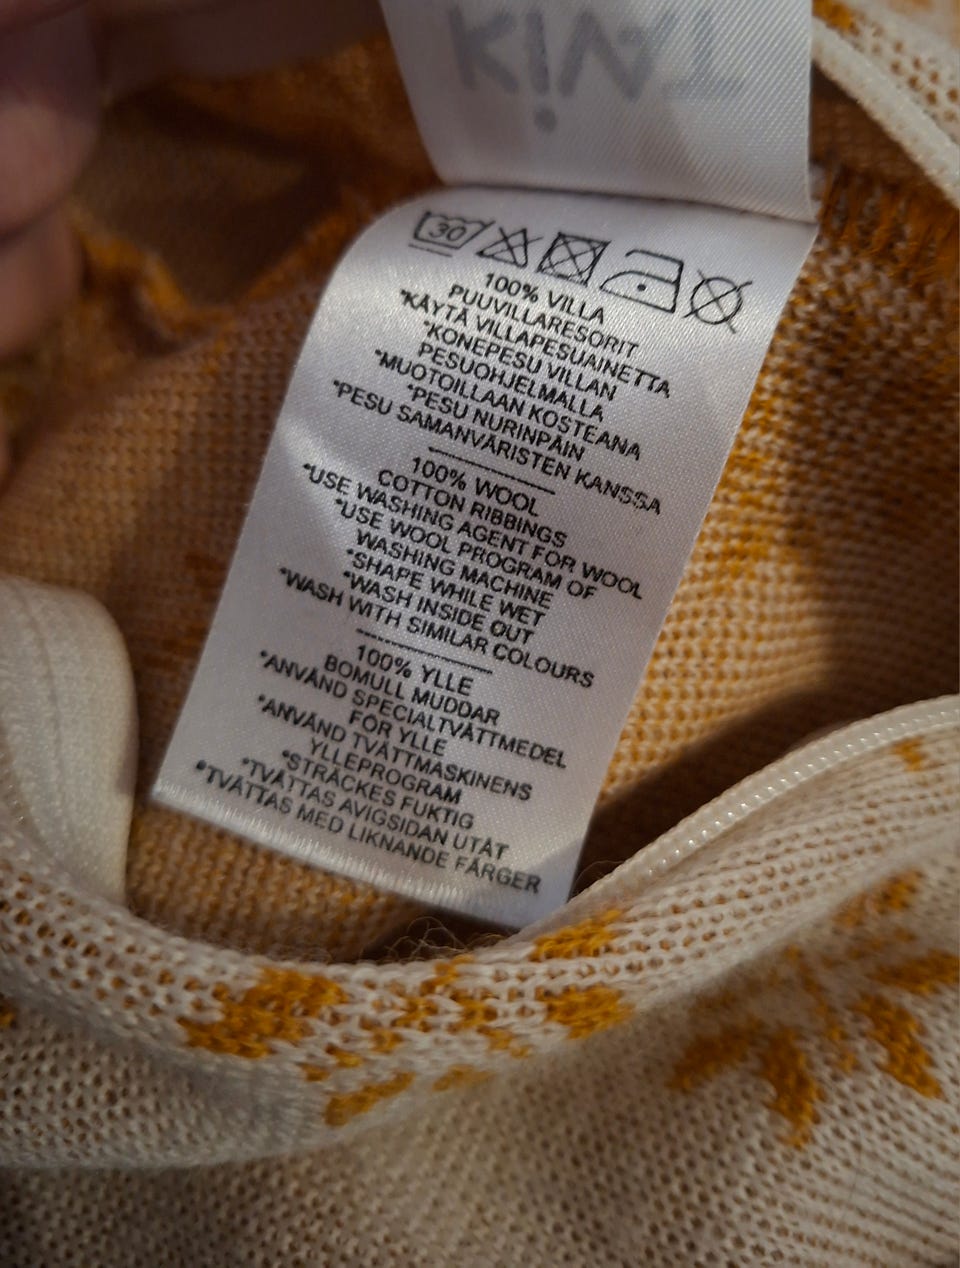 KiVAT
30
100% VILLA
PUUVILLARESORIT
*KÄYTÄ VILLAPESUAINETTA
*KONEPESU VILLAN
PESUOHJELMALLA
*MUOTOILLAAN KOSTEANA
*PESU NURINPÄIN
*PESU SAMANVÄRISTEN KANSSA
100% WOOL
COTTON RIBBINGS
*USE WASHING AGENT FOR WOOL
*USE WOOL PROGRAM OF
WASHING MACHINE
*SHAPE WHILE WET
*WASH INSIDE OUT
*WASH WITH SIMILAR COLOURS
100% YLLE
BOMULL MUDDAR
*ANVÄND SPECIALTVÄTTMEDEL
FÖR YLLE
*ANVÄND TVÄTTMASKINENS
YLLEPROGRAM
*STRÄCKES FUKTIG
*TVÄTTAS AVIGSIDAN UTÅT
*TVÄTTAS MED LIKNANDE FÄRGER